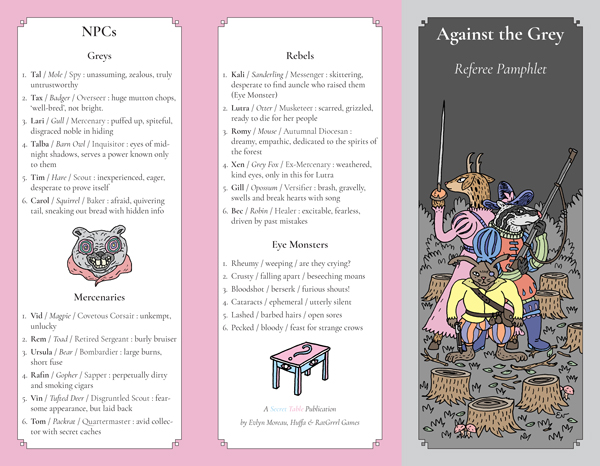 NPCs
Greys
1. Tal / Mole / Spy : unassuming, zealous, truly
untrustworthy
2. Tax / Badger / Overseer : huge mutton chops,
'well-bred', not bright.
3. Lari / Gull / Mercenary : puffed up, spiteful,
disgraced noble in hiding
4. Talba / Barn Owl / Inquisitor : eyes of mid-
night shadows, serves a power known only
to them
5. Tim / Hare / Scout : inexperienced, eager,
desperate to prove itself
6. Carol / Squirrel / Baker : afraid, quivering
tail, sneaking out bread with hidden info
Mercenaries
1. Vid / Magpie / Covetous Corsair : unkempt,
unlucky
2. Rem / Toad / Retired Sergeant : burly bruiser
3. Ursula / Bear / Bombardier : large burns,
short fuse
4. Rafin / Gopher / Sapper : perpetually dirty
and smoking cigars
5. Vin / Tufted Deer / Disgruntled Scout : fear-
some appearance, but laid back
6. Tom / Packrat / Quartermaster : avid collec-
tor with secret caches
Rebels
1. Kali / Sanderling / Messenger : skittering,
desperate to find auncle who raised them
(Eye Monster)
2. Lutra / Otter / Musketeer : scarred, grizzled,
ready to die for her people
3. Romy / Mouse / Autumnal Diocesan :
dreamy, empathic, dedicated to the spirits of
the forest
4. Xen / Grey Fox / Ex-Mercenary : weathered,
kind eyes, only in this for Lutra
5. Gill / Opossum / Versifier : brash, gravelly,
swells and break hearts with song
6. Bec / Robin / Healer : excitable, fearless,
driven by past mistakes
Eye Monsters
1. Rheumy / weeping / are they crying?
2. Crusty / falling apart / beseeching moans
3. Bloodshot / berserk / furious shouts!
4. Cataracts / ephemeral / utterly silent
5. Lashed / barbed hairs / open sores
6. Pecked / bloody / feast for strange crows
A Secret Table Publication
by Evlyn Moreau, Huffa & RatGrrrl Games
Against the Grey
Referee Pamphlet